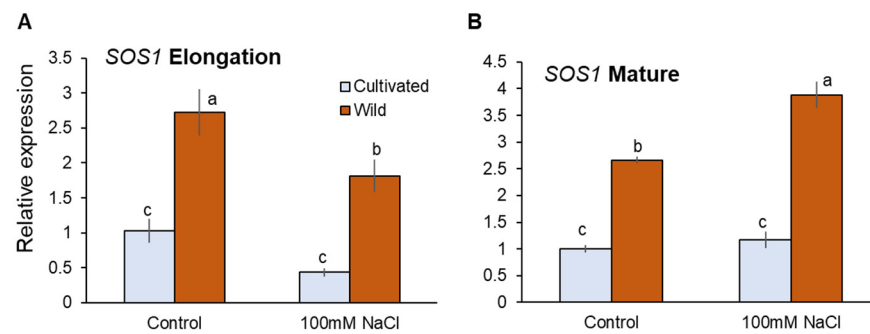 A
SOS1 Elongation
Relative expression
3.5
3
2.5
2
1.5
1
0.5
0
Cultivated
Wild
c
a
c
b
Control
100mM NaCl
B
SOS1 Mature
4.5
4
3.5
3
2.5
2
1.5
1
0.5
0
c
b
c
a
Control
100mM NaCl